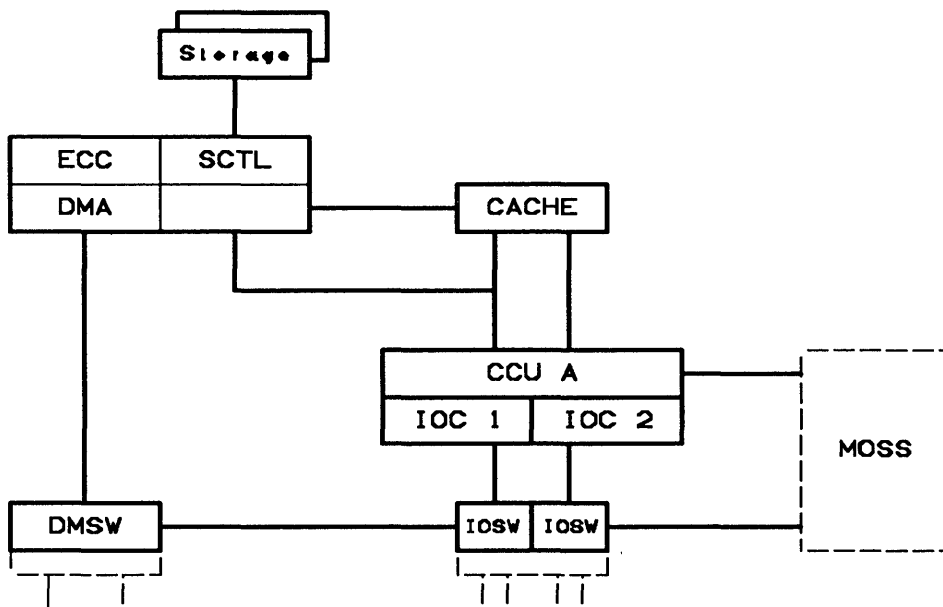 Storage
ECC SCTL
DMA CACHE
CCU A
IOC 1 IOC 2
MOSS
DMSW IOSW IOSW